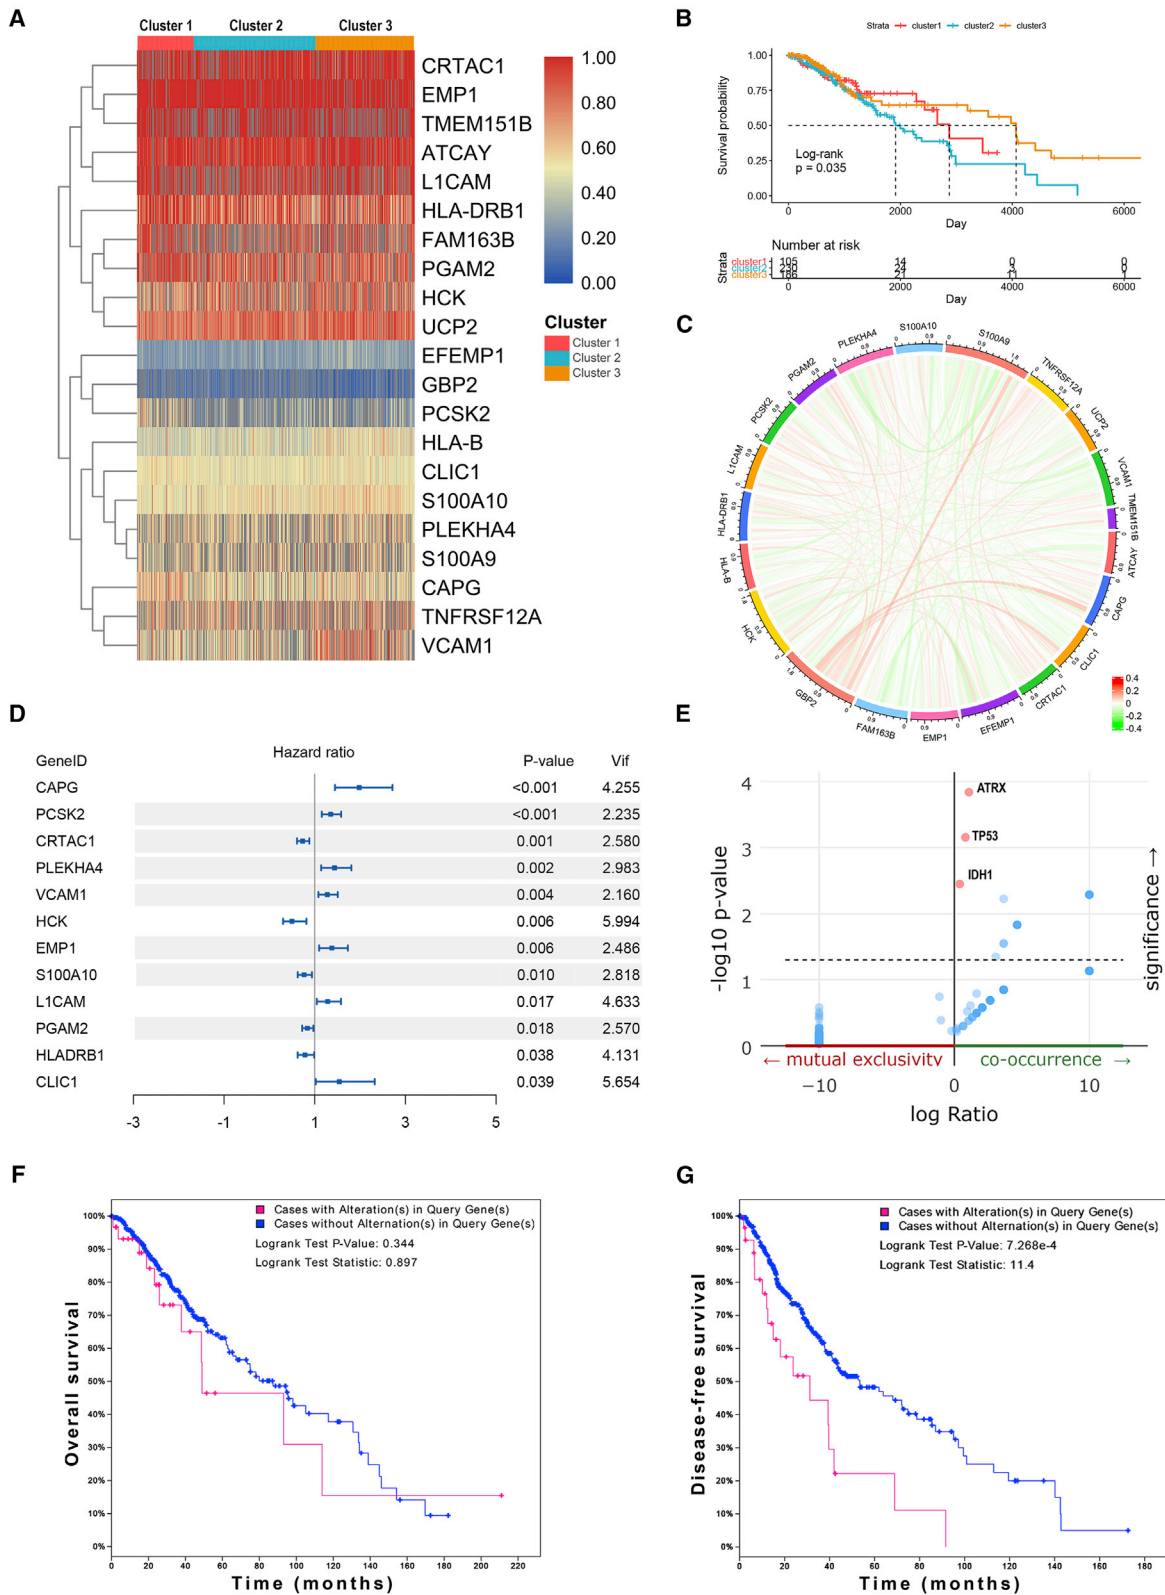 A
Cluster 1 Cluster 2 Cluster 3
CRTAC1
EMP1
TMEM151B
ATCAY
L1CAM
HLA-DRB1
FAM163B
PGAM2
HCK
UCP2
EFEMP1
GBP2
PCSK2
HLA-B
CLIC1
S100A10
PLEKHA4
S100A9
CAPG
TNFRSF12A
VCAM1
1.00
0.80
0.60
0.40
0.20
0.00
Cluster
Cluster 1
Cluster 2
Cluster 3
B
Strata cluster1 cluster2 cluster3
Survival probability
1.00
0.75
0.50
0.25
0.00
Log-rank
p = 0.035
0 2000 4000 6000
Day
Number at risk
Strata
cluster1 105 14 0 0
cluster2 230 24 3 0
cluster3 186 21 11 1
0 2000 4000 6000
Day
C
S100A10
S100A9
TNFRSF12A
UCP2
VCAM1
TMEM151B
ATCAY
CAPG
CLIC1
CRTAC1
EFEMP1
EMP1
FAM163B
GBP2
HCK
HLA-B
HLA-DRB1
L1CAM
PCSK2
PGAM2
PLEKHA4
0.4
0.2
0
-0.2
-0.4
D
GeneID Hazard ratio P-value Vif
CAPG <0.001 4.255
PCSK2 <0.001 2.235
CRTAC1 0.001 2.580
PLEKHA4 0.002 2.983
VCAM1 0.004 2.160
HCK 0.006 5.994
EMP1 0.006 2.486
S100A10 0.010 2.818
L1CAM 0.017 4.633
PGAM2 0.018 2.570
HLADRB1 0.038 4.131
CLIC1 0.039 5.654
-3 -1 1 3 5
E
-log10 p-value
4
3
2
1
0
ATRX
TP53
IDH1
significance →
← mutual exclusivity co-occurrence →
−10 0 10
log Ratio
F
Overall survival
100%
90%
80%
70%
60%
50%
40%
30%
20%
10%
0%
Cases with Alteration(s) in Query Gene(s)
Cases without Alternation(s) in Query Gene(s)
Logrank Test P-Value: 0.344
Logrank Test Statistic: 0.897
0 20 40 60 80 100 120 140 160 180 200 220
Time (months)
G
Disease-free survival
100%
90%
80%
70%
60%
50%
40%
30%
20%
10%
0%
Cases with Alteration(s) in Query Gene(s)
Cases without Alternation(s) in Query Gene(s)
Logrank Test P-Value: 7.268e-4
Logrank Test Statistic: 11.4
0 20 40 60 80 100 120 140 160 180
Time (months)